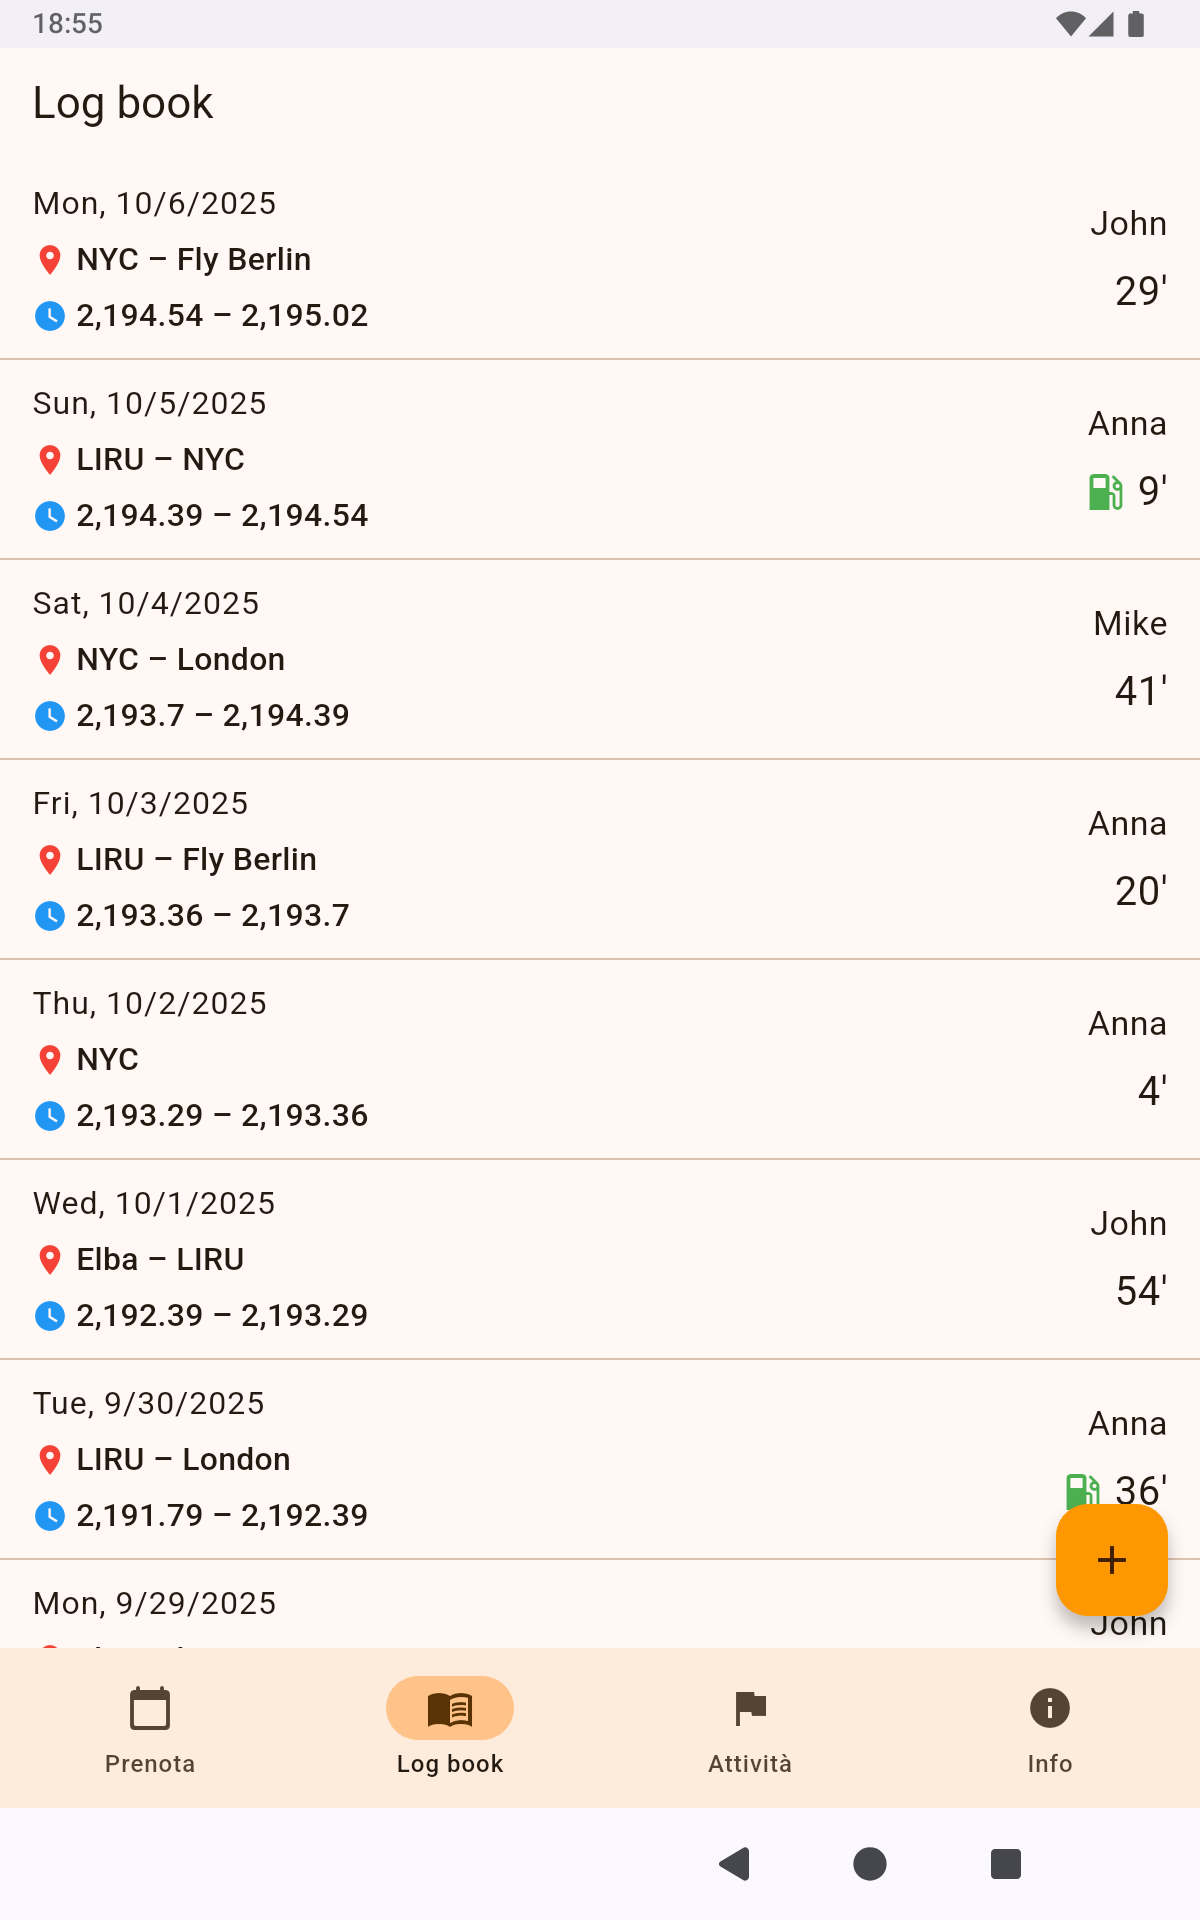 18:55
Log book
Mon, 10/6/2025
John
NYC – Fly Berlin
29'
2,194.54 – 2,195.02
Sun, 10/5/2025
Anna
LIRU – NYC
9'
2,194.39 – 2,194.54
Sat, 10/4/2025
Mike
NYC – London
41'
2,193.7 – 2,194.39
Fri, 10/3/2025
Anna
LIRU – Fly Berlin
20'
2,193.36 – 2,193.7
Thu, 10/2/2025
Anna
NYC
4'
2,193.29 – 2,193.36
Wed, 10/1/2025
John
Elba – LIRU
54'
2,192.39 – 2,193.29
Tue, 9/30/2025
Anna
LIRU – London
36'
2,191.79 – 2,192.39
Mon, 9/29/2025
John
Prenota
Log book
Attività
Info